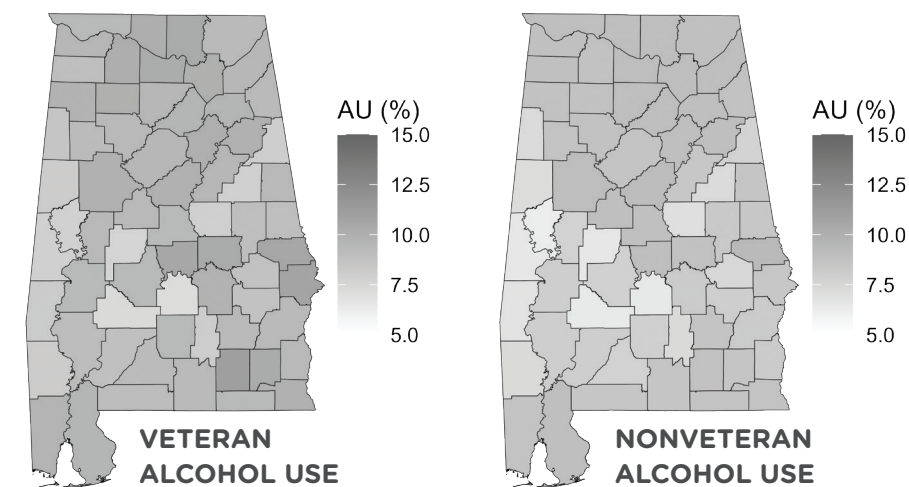 AU (%)
15.0
12.5
10.0
7.5
5.0
VETERAN
ALCOHOL USE
AU (%)
15.0
12.5
10.0
7.5
5.0
NONVETERAN
ALCOHOL USE